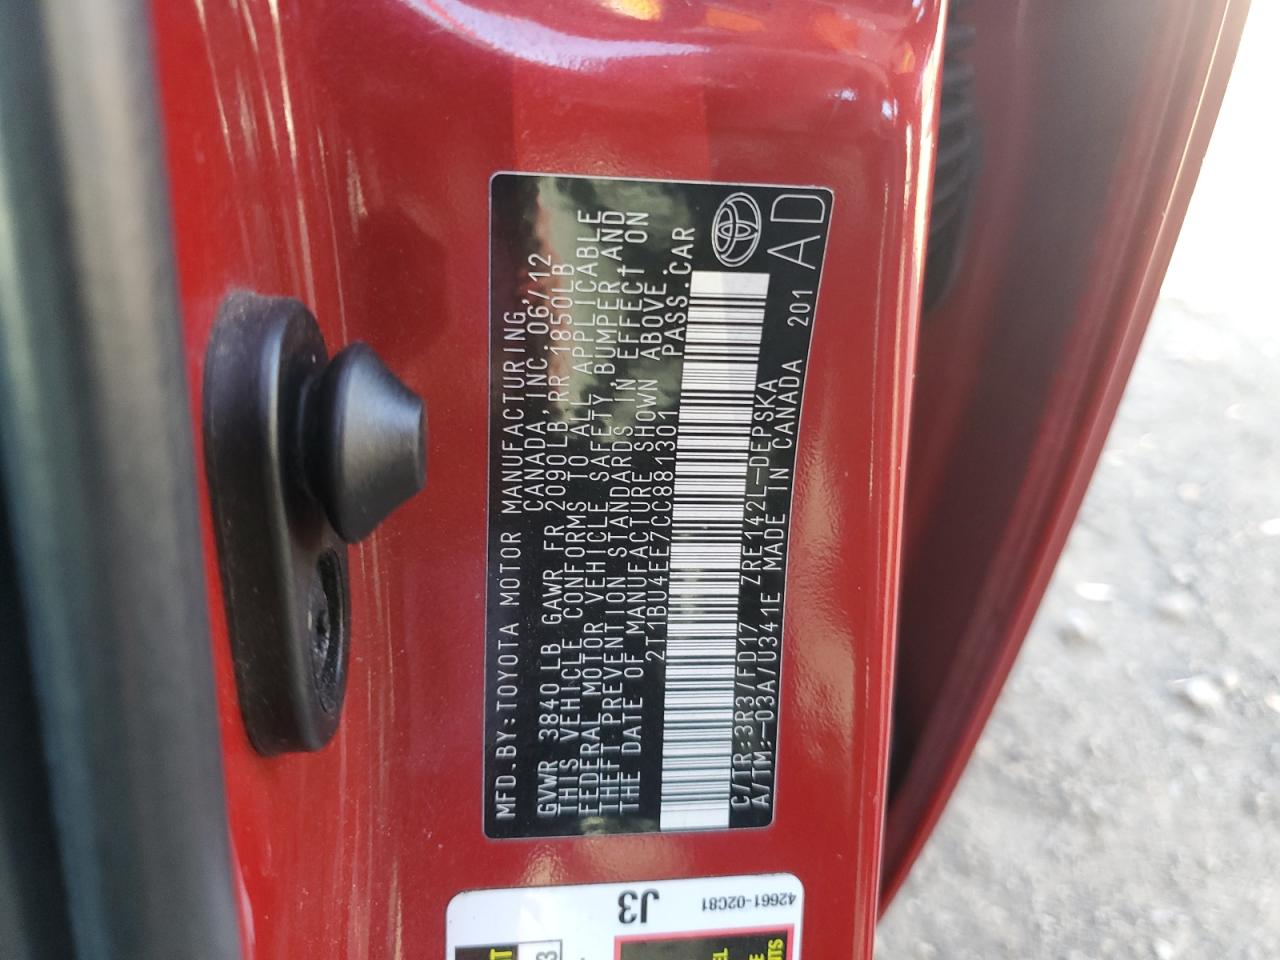 MFD.BY:TOYOTA MOTOR MANUFACTURING
CANADA,INC. 06/12
GVWR 3840LB GAWR FR 2090LB, RR 1850LB
THIS VEHICLE CONFORMS TO ALL APPLICABLE
FEDERAL MOTOR VEHICLE SAFETY, BUMPER, AND
THEFT PREVENTION STANDARDS IN EFFECT ON
THE DATE OF MANUFACTURE SHOWN ABOVE.
2T1BU4EE7CC881301 PASS.CAR
C/TR:3R3/FD17 ZRE142L-DEPSKA
A/TM:-03A/U341E MADE IN CANADA 201
AD
J3
42661-02C81